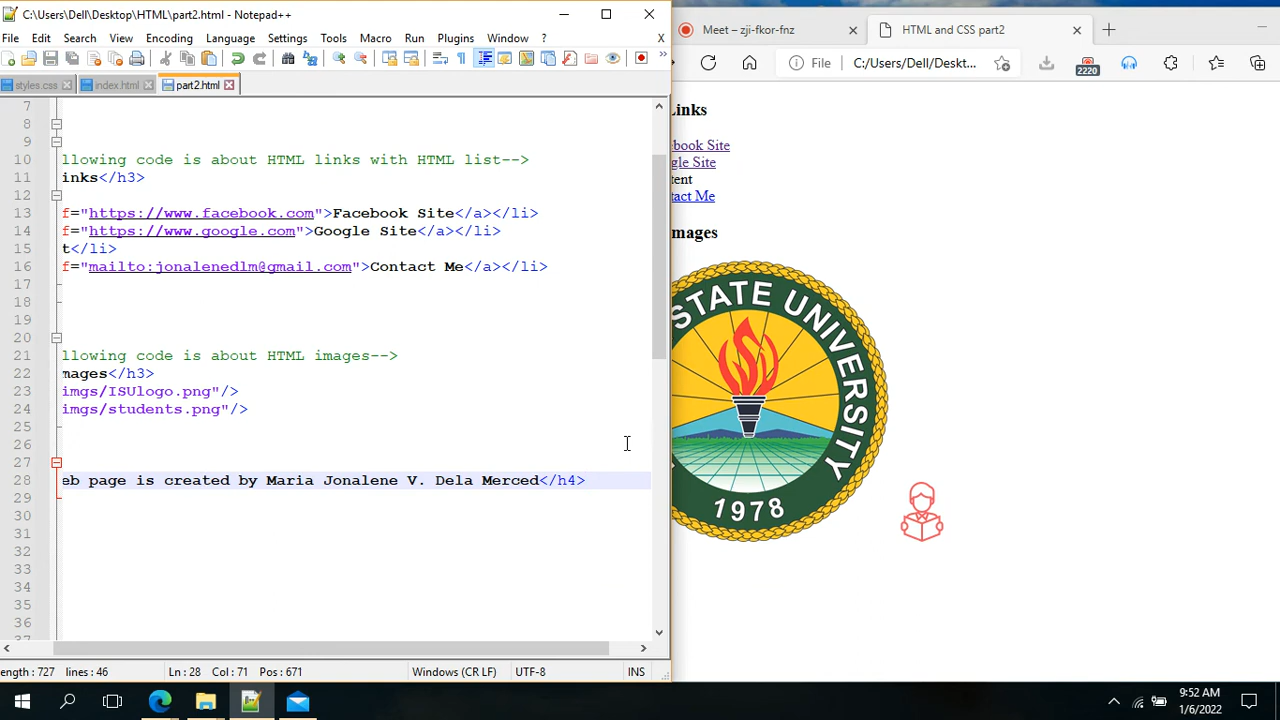 C:\Users\Dell\Desktop\HTML\part2.html - Notepad++
File Edit Search View Encoding Language Settings Tools Macro Run Plugins Window ? X
styles.css index.html part2.html
7
8
9
10 llowing code is about HTML links with HTML list-->
11 inks</h3>
12
13 f="https://www.facebook.com">Facebook Site</a></li>
14 f="https://www.google.com">Google Site</a></li>
15 t</li>
16 f="mailto:jonalenedlm@gmail.com">Contact Me</a></li>
17
18
19
20
21 llowing code is about HTML images-->
22 mages</h3>
23 imgs/ISUlogo.png"/>
24 imgs/students.png"/>
25
26
27
28 eb page is created by Maria Jonalene V. Dela Merced</h4>
29
30
31
32
33
34
35
36
37
ength : 727 lines : 46 Ln : 28 Col : 71 Pos : 671 Windows (CR LF) UTF-8 INS
Meet – zji-fkor-fnz HTML and CSS part2
File C:/Users/Dell/Deskt... 2220
Links
ebook Site
gle Site
tent
tact Me
mages
STATE UNIVERSITY
1978
9:52 AM
1/6/2022